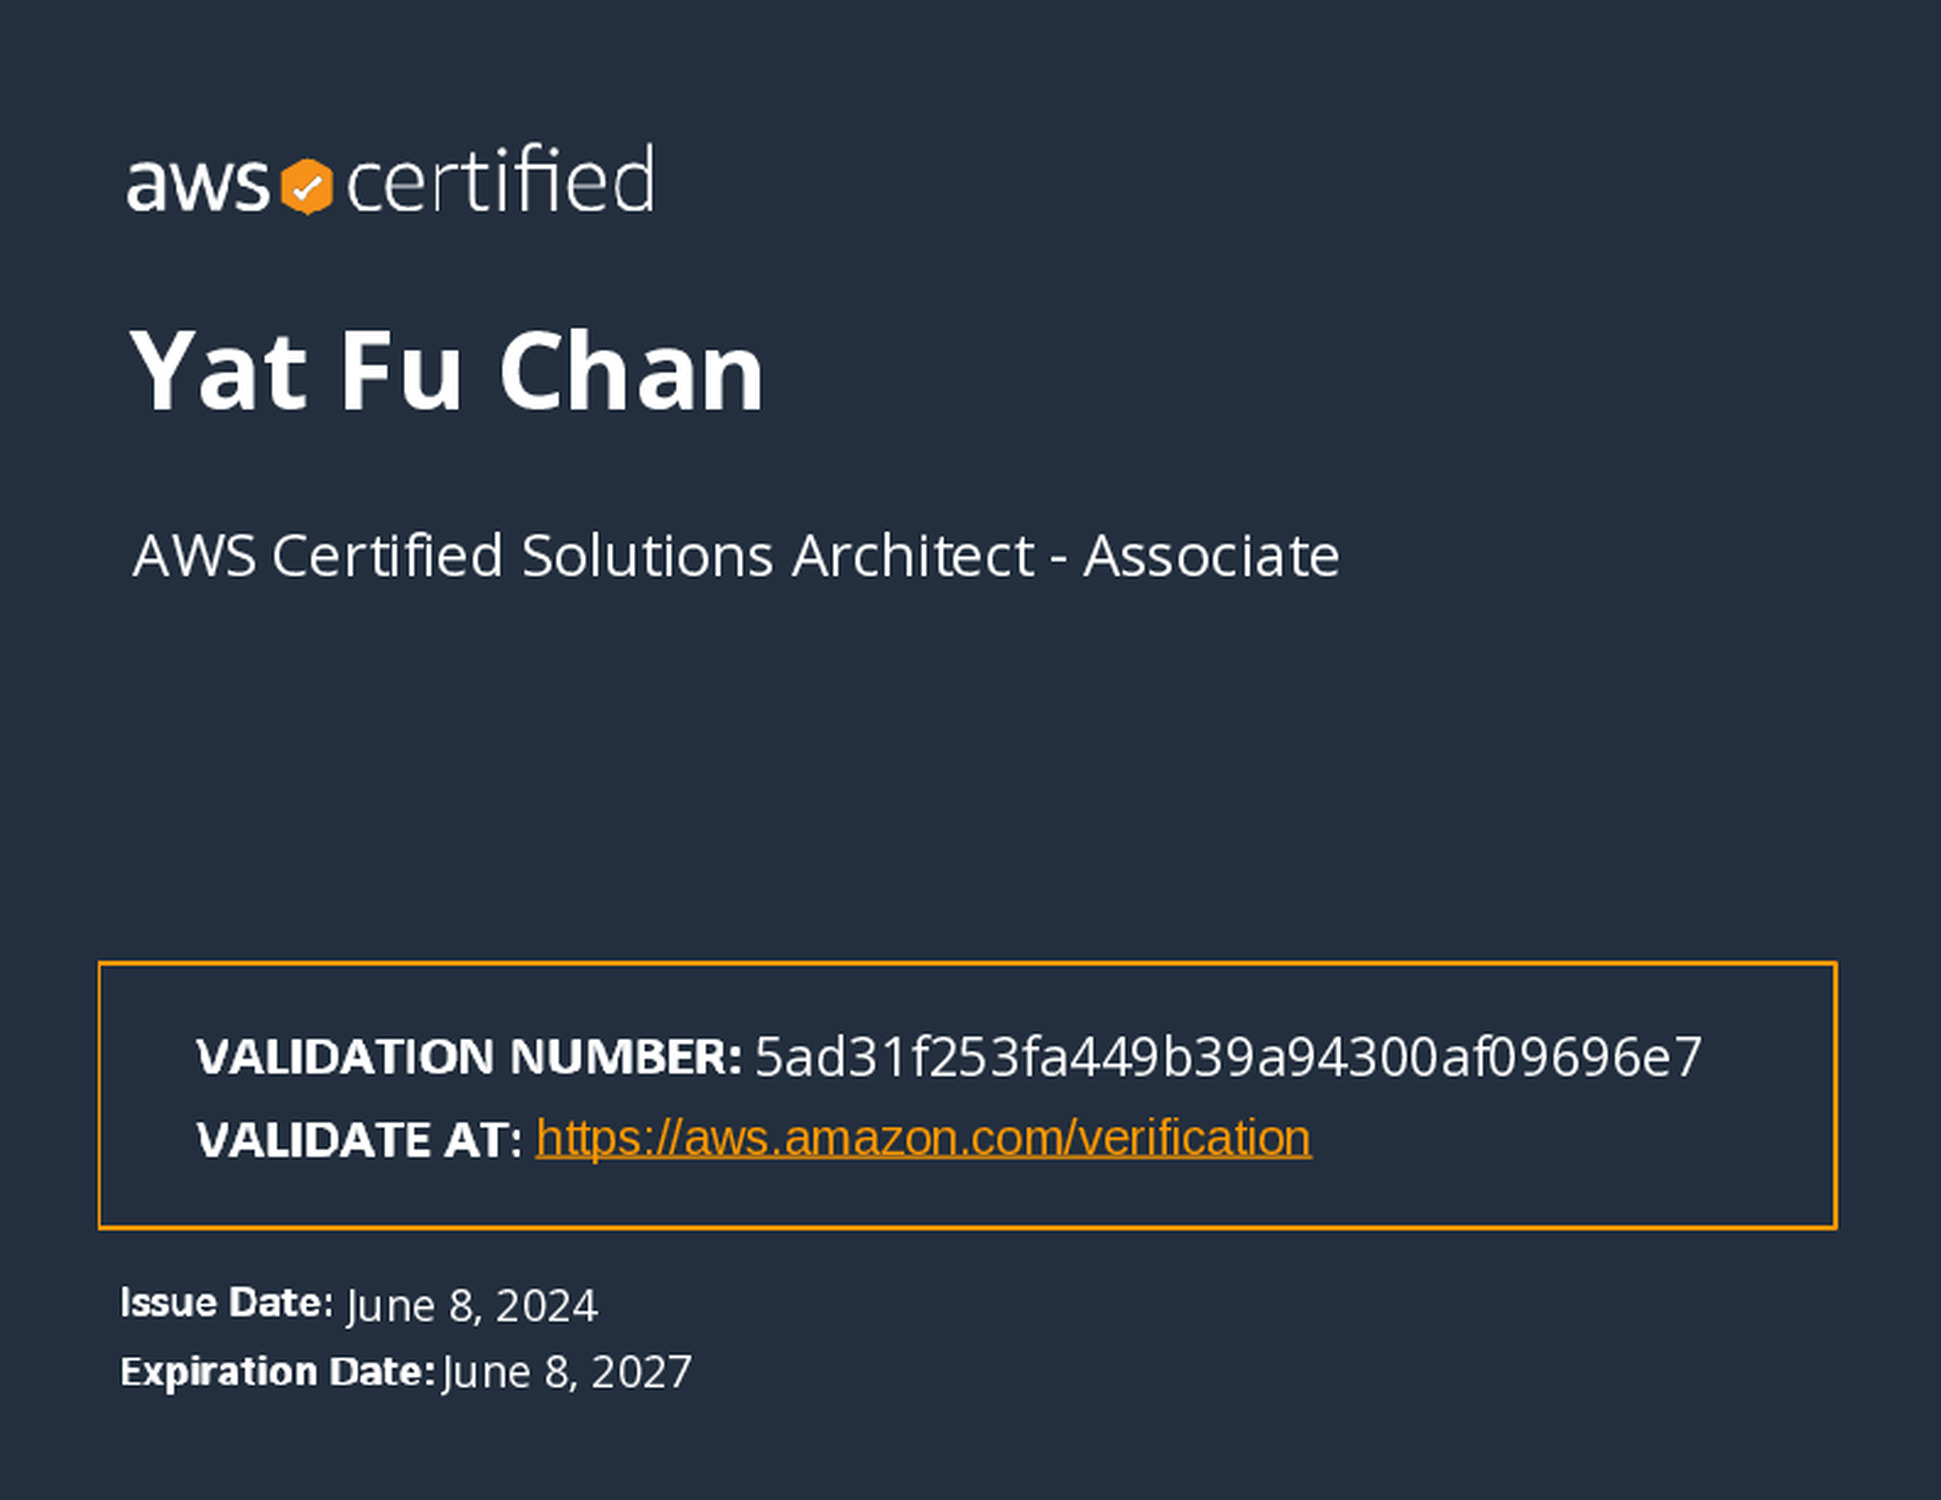 aws certified
Yat Fu Chan
AWS Certified Solutions Architect - Associate
VALIDATION NUMBER: 5ad31f253fa449b39a94300af09696e7
VALIDATE AT: https://aws.amazon.com/verification
Issue Date: June 8, 2024
Expiration Date: June 8, 2027